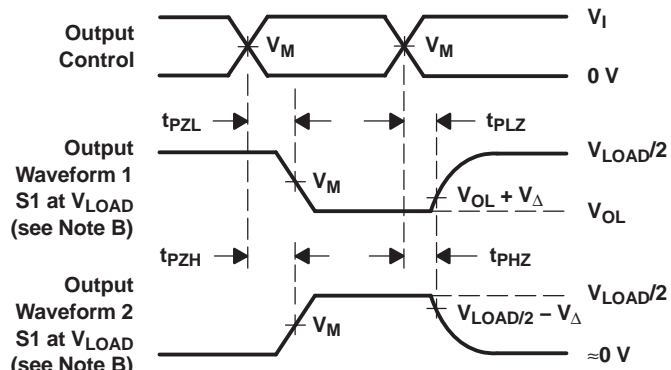 Output
Control
V_M
V_M
V_I
0 V
t_PZL
t_PLZ
Output
Waveform 1
S1 at V_LOAD
(see Note B)
V_M
V_OL + V_Δ
V_LOAD/2
V_OL
t_PZH
t_PHZ
Output
Waveform 2
S1 at V_LOAD
(see Note B)
V_M
V_LOAD/2 − V_Δ
V_LOAD/2
≈0 V